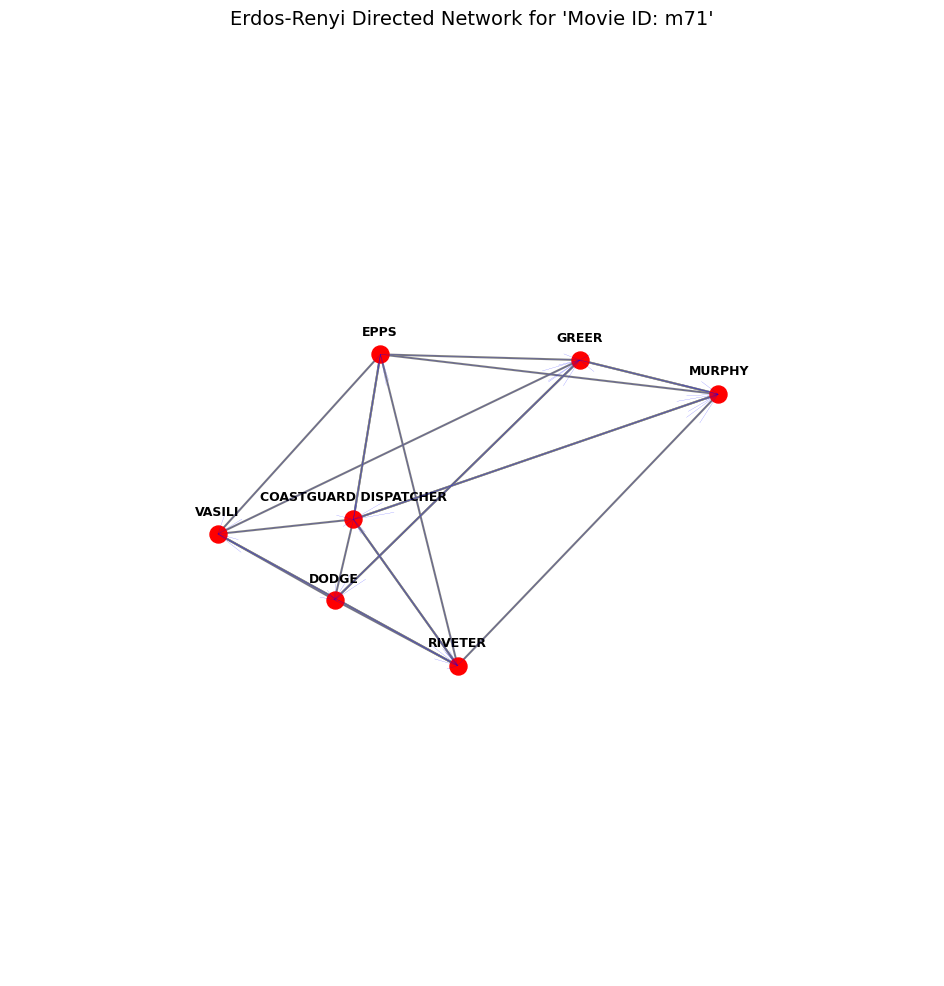 Erdos-Renyi Directed Network for 'Movie ID: m71'
EPPS
GREER
MURPHY
COASTGUARD DISPATCHER
VASILI
DODGE
RIVETER